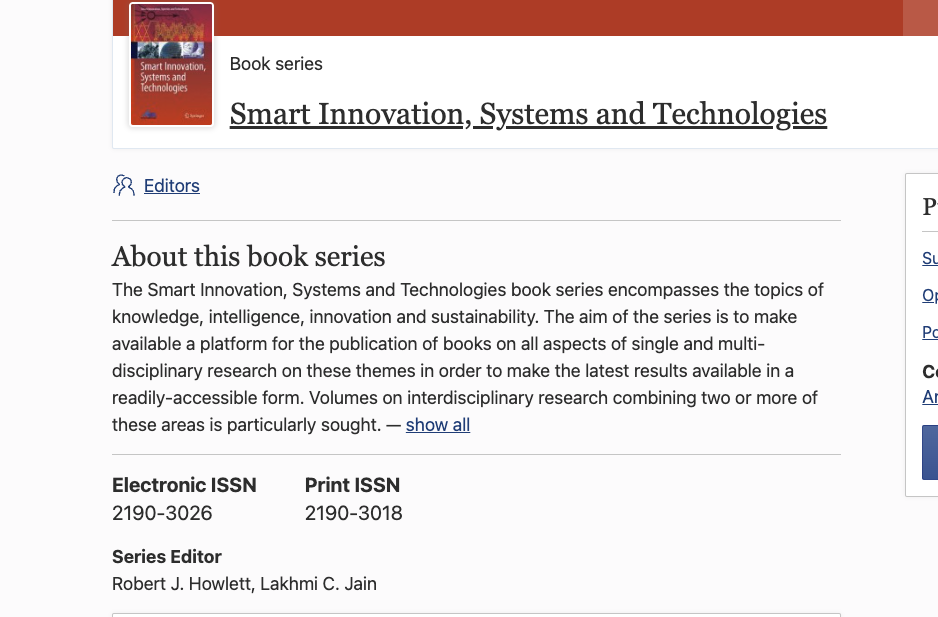 Smart Innovation,
Systems and
Technologies
Springer
Book series
Smart Innovation, Systems and Technologies
Editors
About this book series
The Smart Innovation, Systems and Technologies book series encompasses the topics of
knowledge, intelligence, innovation and sustainability. The aim of the series is to make
available a platform for the publication of books on all aspects of single and multi-
disciplinary research on these themes in order to make the latest results available in a
readily-accessible form. Volumes on interdisciplinary research combining two or more of
these areas is particularly sought. — show all
Electronic ISSN
2190-3026
Print ISSN
2190-3018
Series Editor
Robert J. Howlett, Lakhmi C. Jain